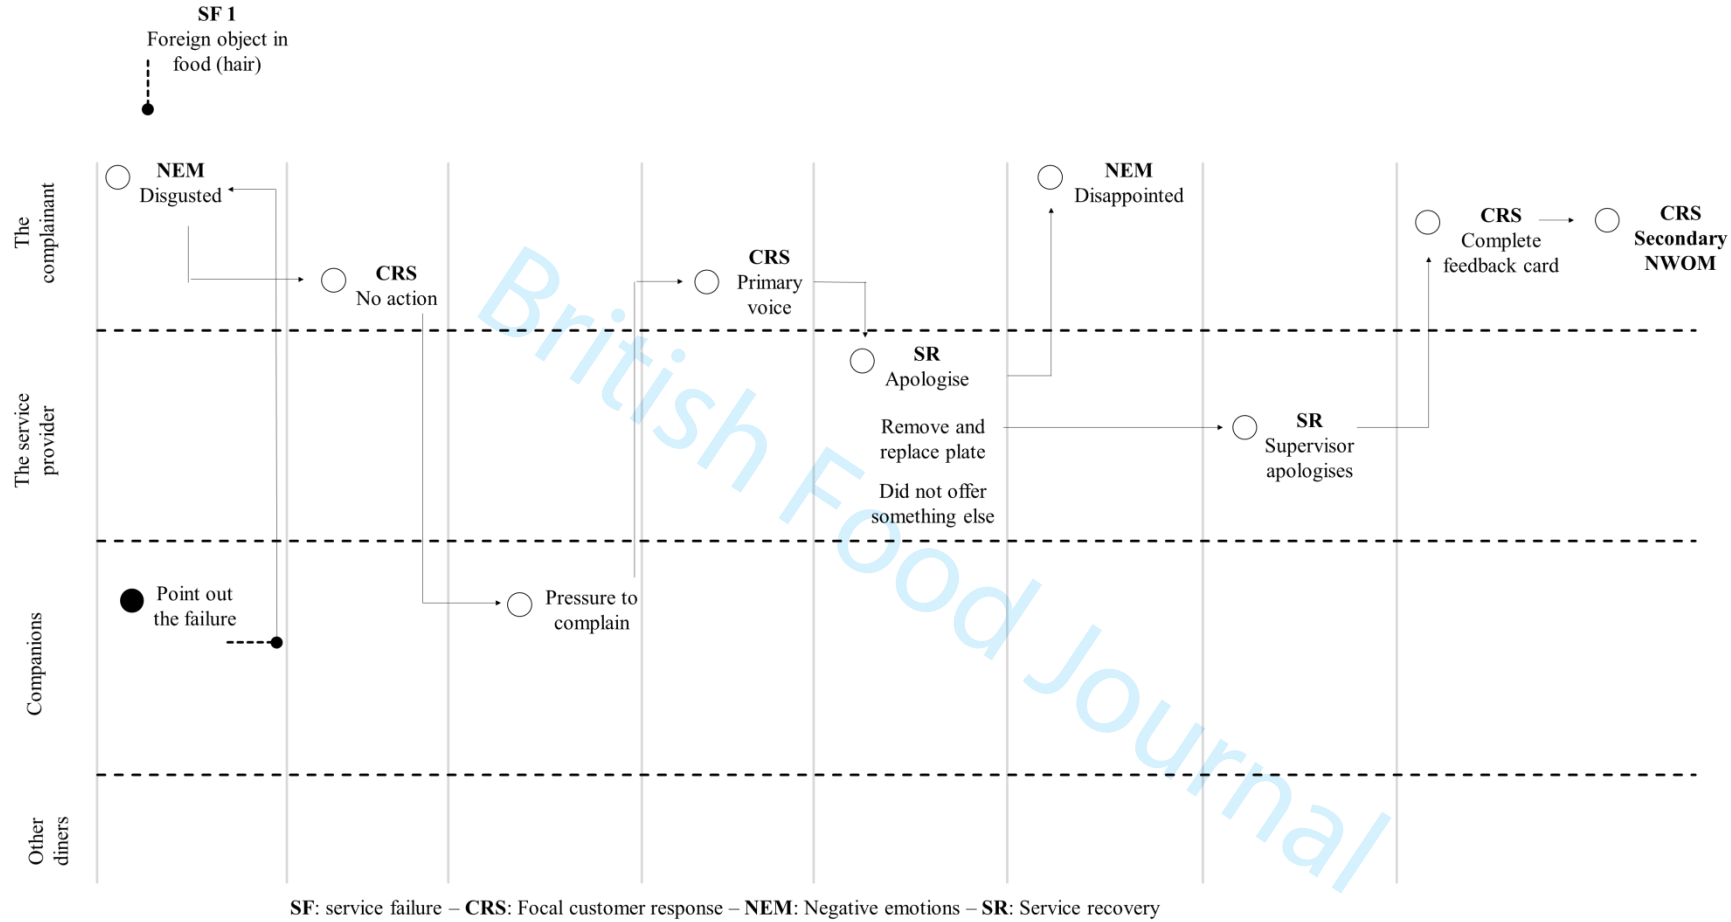 SF 1
Foreign object in
food (hair)
The
complainant
NEM
Disgusted
CRS
No action
CRS
Primary
voice
NEM
Disappointed
CRS
Complete
feedback card
CRS
Secondary
NWOM
The service
provider
SR
Apologise
Remove and
replace plate
Did not offer
something else
SR
Supervisor
apologises
Companions
Point out
the failure
Pressure to
complain
Other
diners
British Food Journal
SF: service failure – CRS: Focal customer response – NEM: Negative emotions – SR: Service recovery